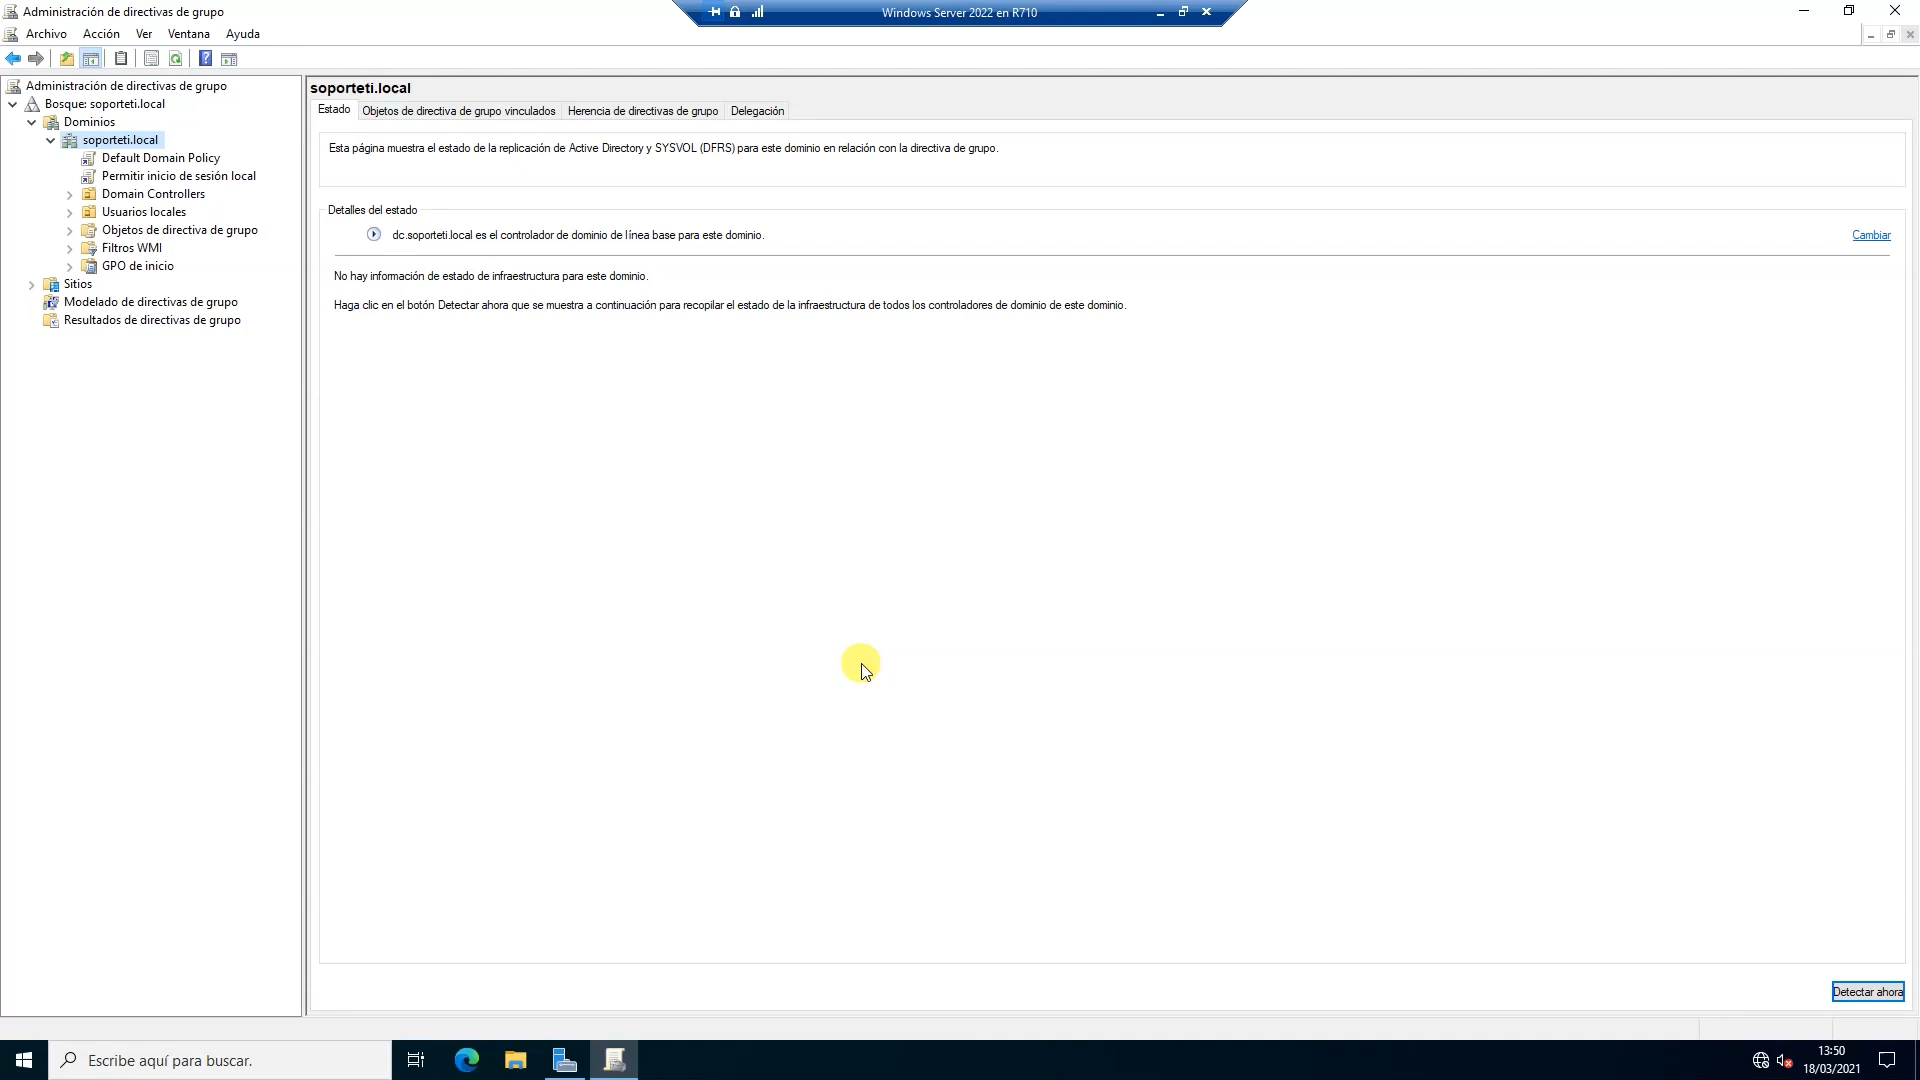 Administración de directivas de grupo
Windows Server 2022 en R710
Archivo Acción Ver Ventana Ayuda
Administración de directivas de grupo
Bosque: soporteti.local
Dominios
soporteti.local
Default Domain Policy
Permitir inicio de sesión local
Domain Controllers
Usuarios locales
Objetos de directiva de grupo
Filtros WMI
GPO de inicio
Sitios
Modelado de directivas de grupo
Resultados de directivas de grupo
soporteti.local
Estado Objetos de directiva de grupo vinculados Herencia de directivas de grupo Delegación
Esta página muestra el estado de la replicación de Active Directory y SYSVOL (DFRS) para este dominio en relación con la directiva de grupo.
Detalles del estado
dc.soporteti.local es el controlador de dominio de línea base para este dominio. Cambiar
No hay información de estado de infraestructura para este dominio.
Haga clic en el botón Detectar ahora que se muestra a continuación para recopilar el estado de la infraestructura de todos los controladores de dominio de este dominio.
Detectar ahora
Escribe aquí para buscar.
13:50
18/03/2021